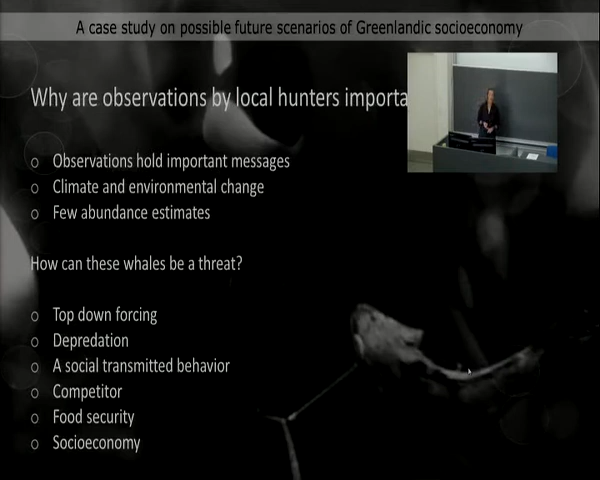 A case study on possible future scenarios of Greenlandic socioeconomy
Why are observations by local hunters importa
o Observations hold important messages
o Climate and environmental change
o Few abundance estimates
How can these whales be a threat?
o Top down forcing
o Depredation
o A social transmitted behavior
o Competitor
o Food security
o Socioeconomy